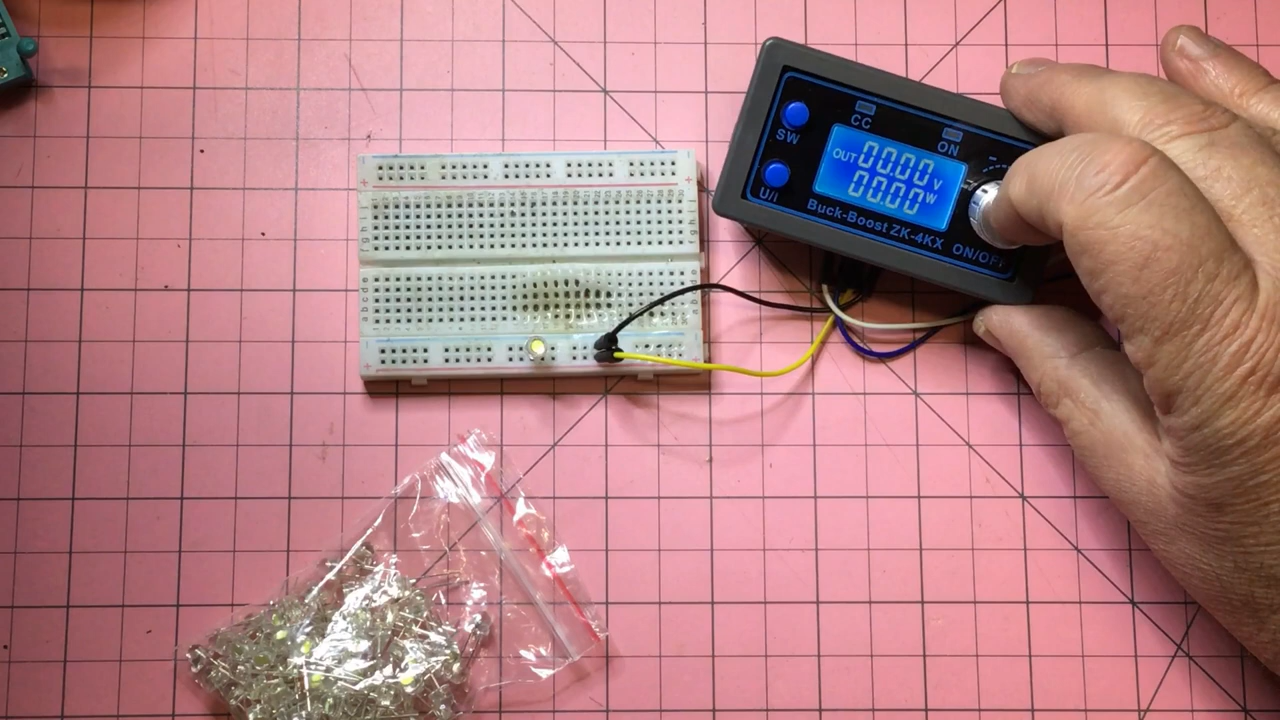 CC
ON
SW
OUT 00.00 V
00.00 W
U/I
Buck-Boost ZK-4KX
ON/OFF